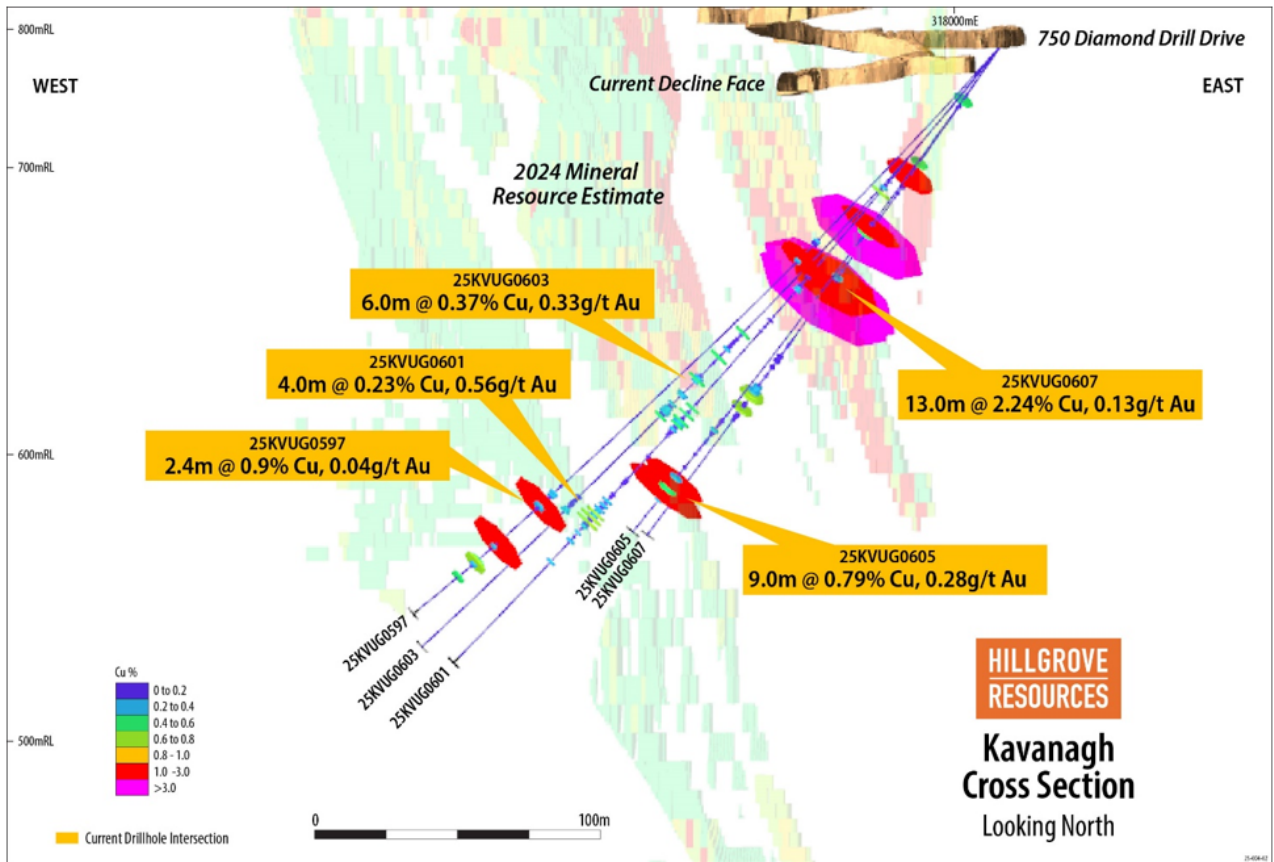 800mRL
318000mE
750 Diamond Drill Drive
WEST
Current Decline Face
EAST
700mRL
2024 Mineral
Resource Estimate
25KVUG0603
6.0m @ 0.37% Cu, 0.33g/t Au
25KVUG0601
4.0m @ 0.23% Cu, 0.56g/t Au
25KVUG0607
13.0m @ 2.24% Cu, 0.13g/t Au
25KVUG0597
2.4m @ 0.9% Cu, 0.04g/t Au
600mRL
25KVUG0605
9.0m @ 0.79% Cu, 0.28g/t Au
25KVUG0605
25KVUG0607
25KVUG0597
25KVUG0603
25KVUG0601
500mRL
Cu %
0 to 0.2
0.2 to 0.4
0.4 to 0.6
0.6 to 0.8
0.8 - 1.0
1.0 -3.0
>3.0
Current Drillhole Intersection
0
100m
HILLGROVE
RESOURCES
Kavanagh
Cross Section
Looking North